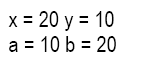 x = 20 y = 10
a = 10 b = 20